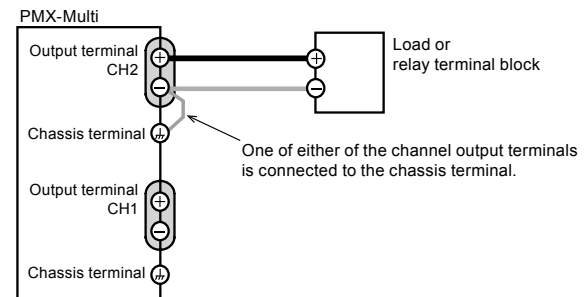 PMX-Multi
Output terminal
CH2
+
−
Chassis terminal
Output terminal
CH1
+
−
Chassis terminal
+
−
Load or
relay terminal block
One of either of the channel output terminals
is connected to the chassis terminal.